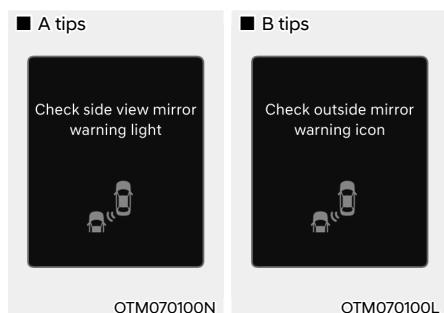 ■ A tips
Check side view mirror
warning light
OTM070100N
■ B tips
Check outside mirror
warning icon
OTM070100L